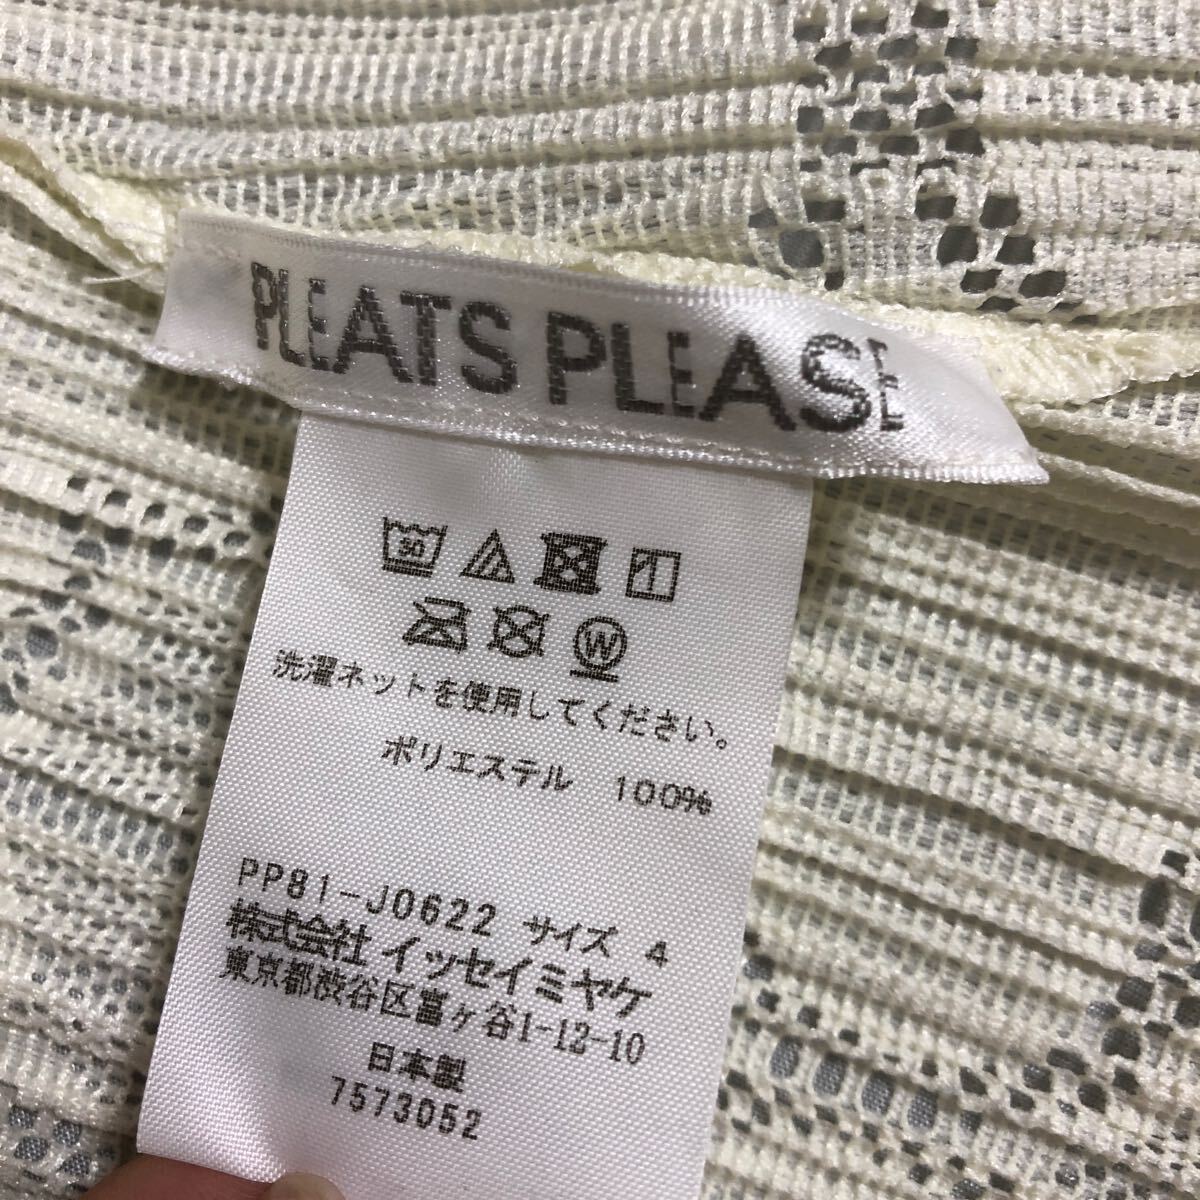 PLEATS PLEASE
30
W
洗濯ネットを使用してください。
ポリエステル 100%
PP81-J0622 サイズ 4
株式会社 イッセイミヤケ
東京都渋谷区富ヶ谷1-12-10
日本製
7573052